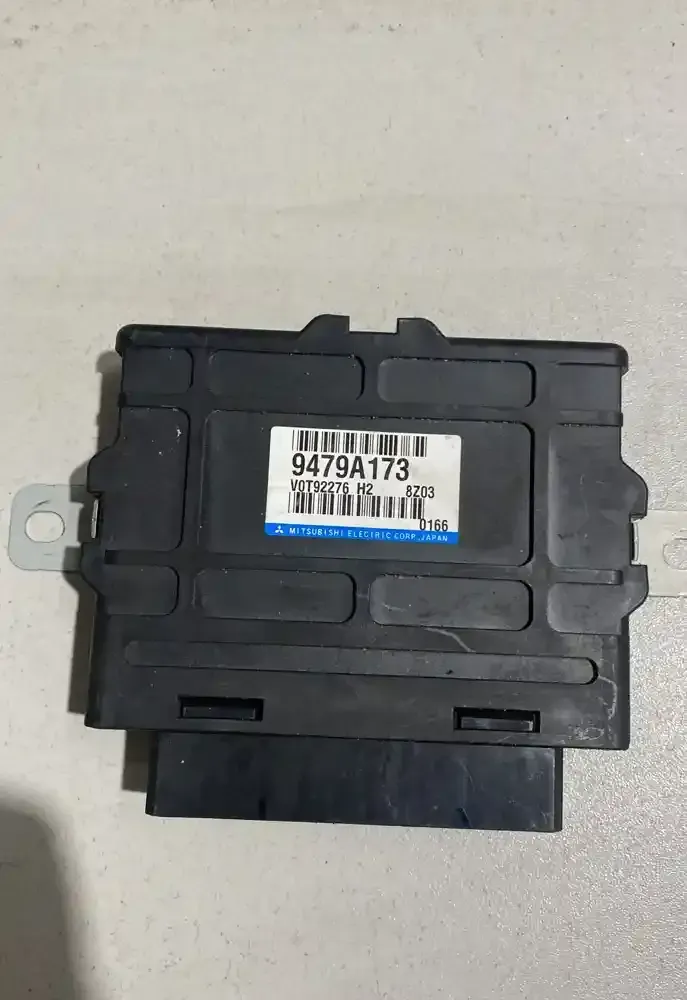 9479A173
V0T92276 H2 8Z03
0166
MITSUBISHI ELECTRIC CORP.,JAPAN